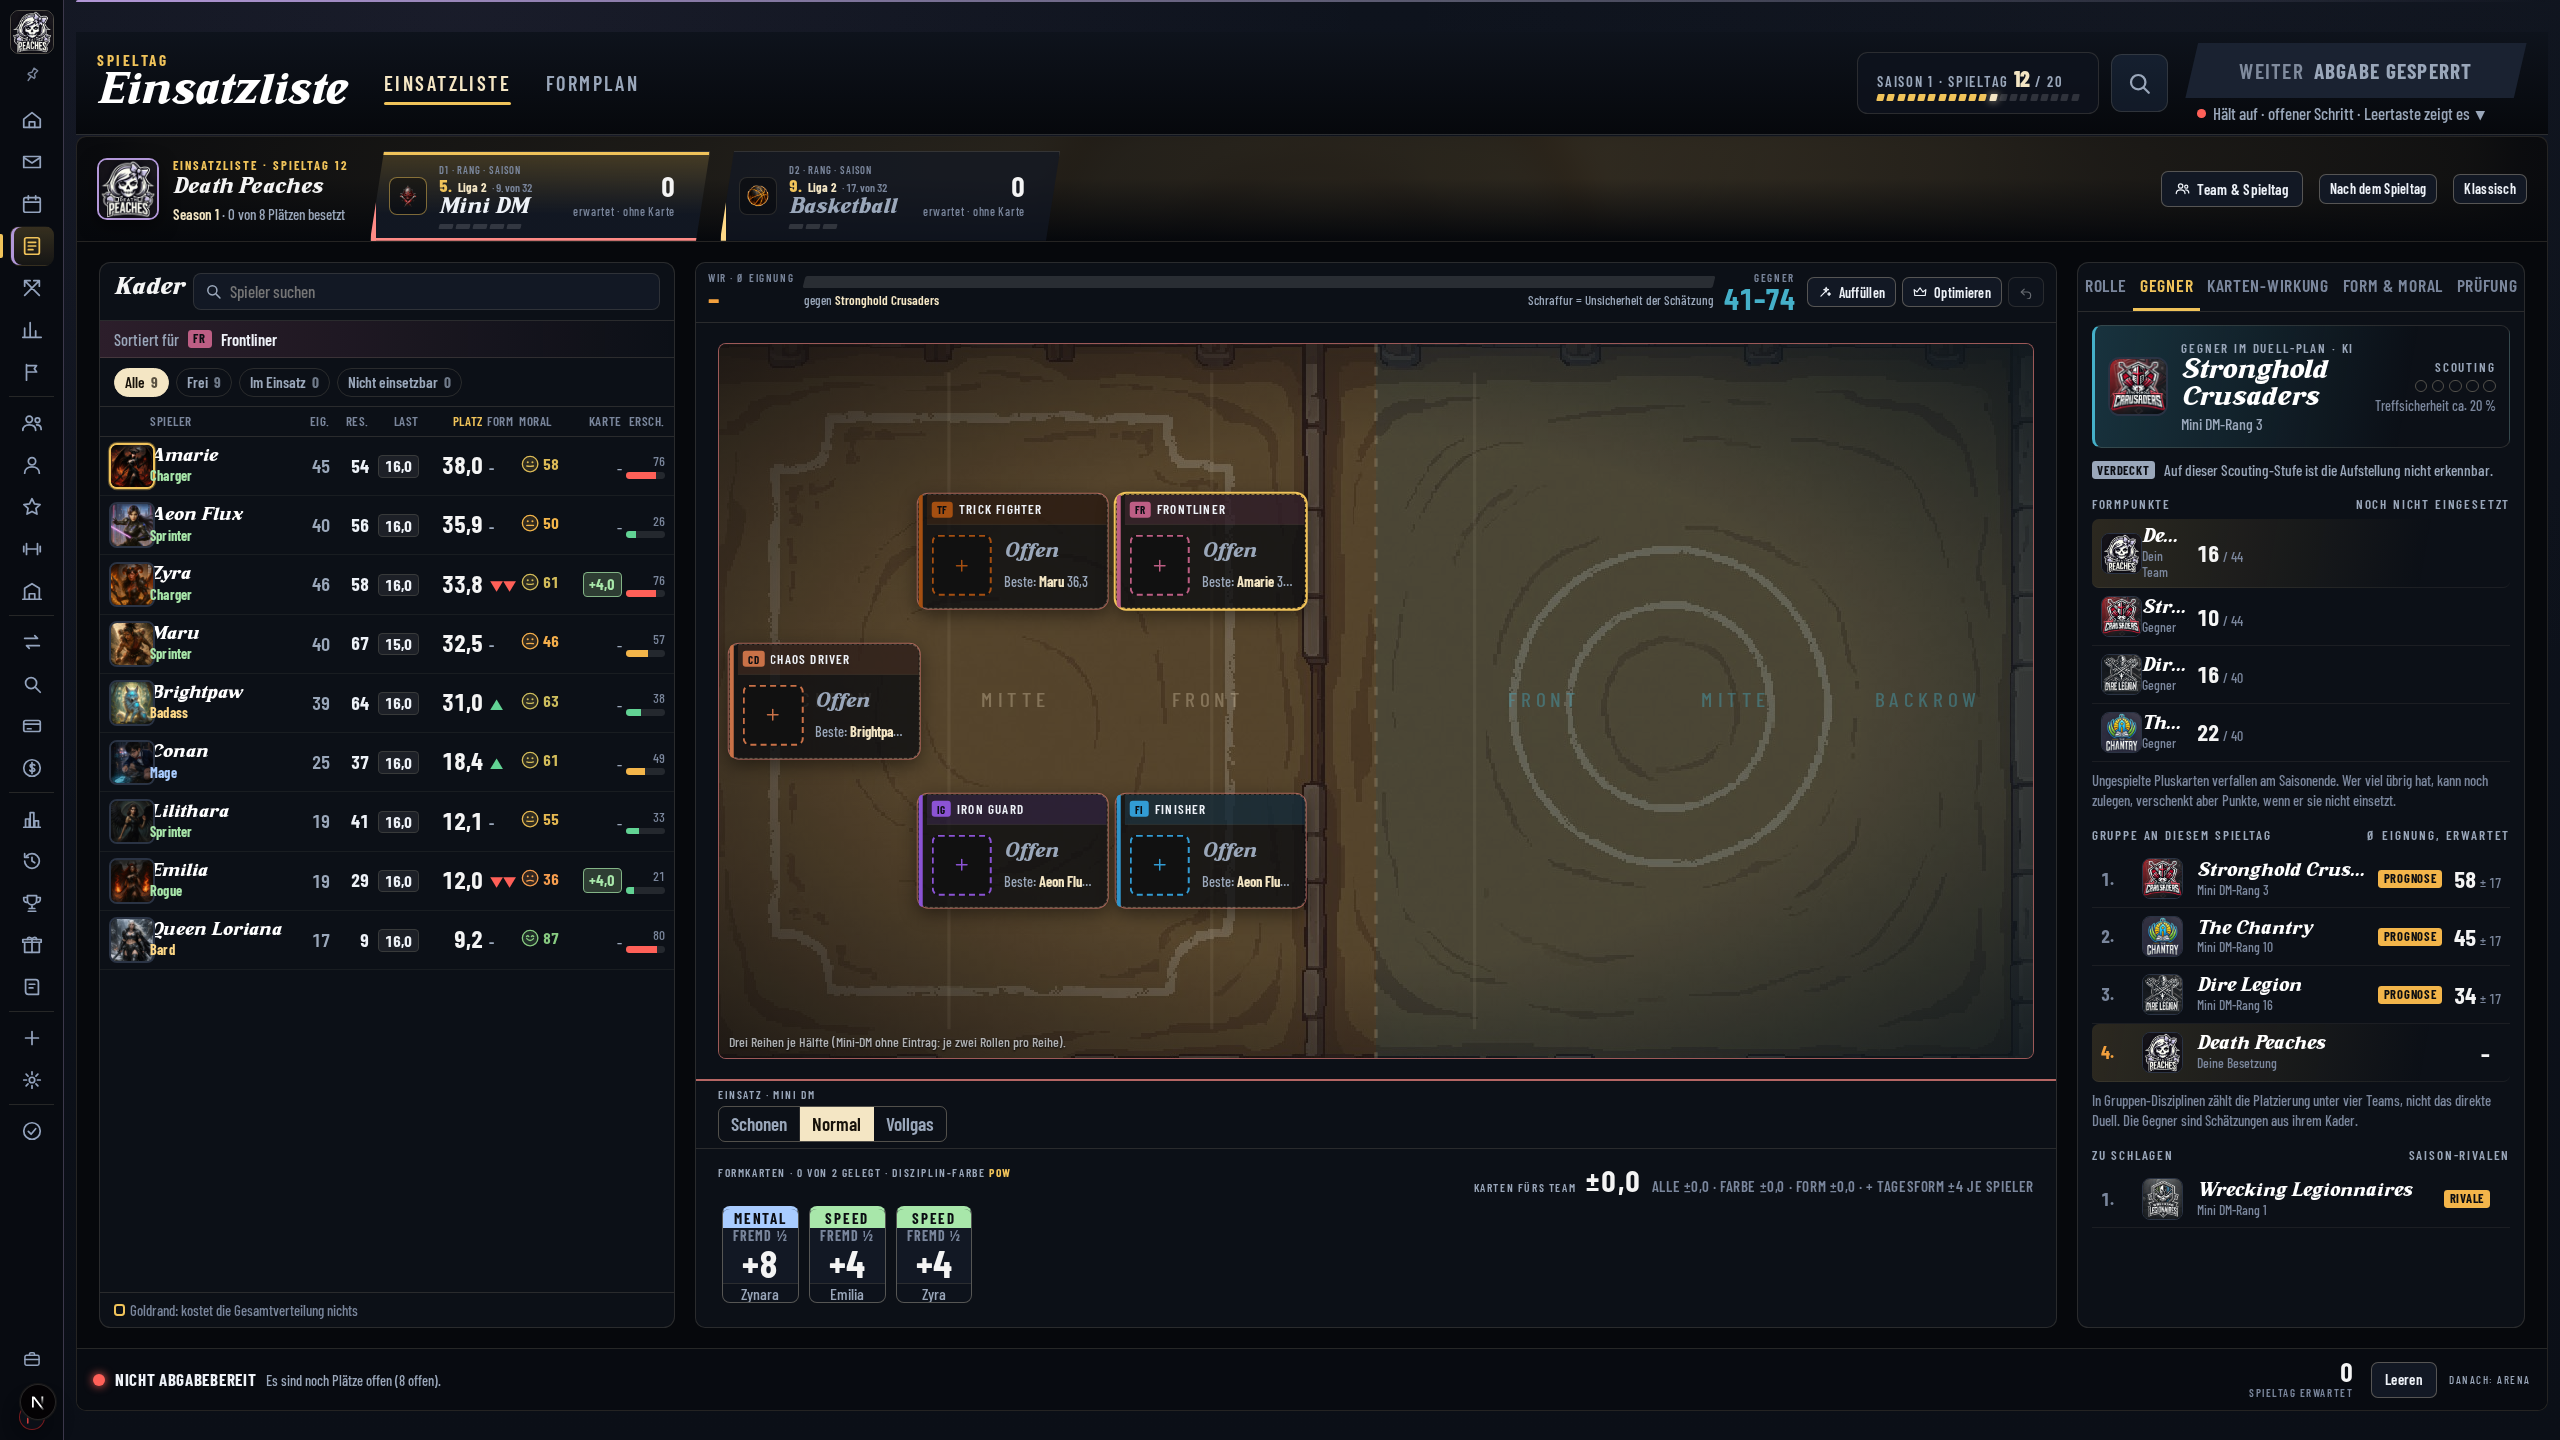 SPIELTAG
Einsatzliste
EINSATZLISTE
FORMPLAN
SAISON 1 · SPIELTAG 12 / 20
WEITER ABGABE GESPERRT
Hält auf · offener Schritt · Leertaste zeigt es ▼
EINSATZLISTE · SPIELTAG 12
Death Peaches
Season 1 · 0 von 8 Plätzen besetzt
D1 · RANG · SAISON
5. Liga 2 · 9. von 32
Mini DM
0
erwartet · ohne Karte
D2 · RANG · SAISON
9. Liga 2 · 17. von 32
Basketball
0
erwartet · ohne Karte
Team & Spieltag
Nach dem Spieltag
Klassisch
Kader
Spieler suchen
Sortiert für FR Frontliner
Alle 9
Frei 9
Im Einsatz 0
Nicht einsetzbar 0
SPIELER EIG. RES. LAST PLATZ FORM MORAL KARTE ERSCH.
Amarie
Charger
45 54 16,0 38,0 - 58 - 76
Aeon Flux
Sprinter
40 56 16,0 35,9 - 50 - 26
Zyra
Charger
46 58 16,0 33,8 ▼▼ 61 +4,0 76
Maru
Sprinter
40 67 15,0 32,5 - 46 - 57
Brightpaw
Badass
39 64 16,0 31,0 ▲ 63 - 38
Conan
Mage
25 37 16,0 18,4 ▲ 61 - 49
Lilithara
Sprinter
19 41 16,0 12,1 - 55 - 33
Emilia
Rogue
19 29 16,0 12,0 ▼▼ 36 +4,0 21
Queen Loriana
Bard
17 9 16,0 9,2 - 87 - 80
Goldrand: kostet die Gesamtverteilung nichts
WIR · Ø EIGNUNG
–
gegen Stronghold Crusaders
Schraffur = Unsicherheit der Schätzung
GEGNER
41–74
Auffüllen
Optimieren
TF TRICK FIGHTER
Offen
Beste: Maru 36,3
FR FRONTLINER
Offen
Beste: Amarie 3...
CD CHAOS DRIVER
Offen
Beste: Brightpa...
MITTE
FRONT
FRONT
MITTE
BACKROW
IG IRON GUARD
Offen
Beste: Aeon Flu...
FI FINISHER
Offen
Beste: Aeon Flu...
Drei Reihen je Hälfte (Mini-DM ohne Eintrag: je zwei Rollen pro Reihe).
EINSATZ · MINI DM
Schonen
Normal
Vollgas
FORMKARTEN · 0 VON 2 GELEGT · DISZIPLIN-FARBE POW
KARTEN FÜRS TEAM ±0,0 ALLE ±0,0 · FARBE ±0,0 · FORM ±0,0 · + TAGESFORM ±4 JE SPIELER
MENTAL
FREMD ½
+8
Zynara
SPEED
FREMD ½
+4
Emilia
SPEED
FREMD ½
+4
Zyra
ROLLE
GEGNER
KARTEN-WIRKUNG
FORM & MORAL
PRÜFUNG
GEGNER IM DUELL-PLAN · KI
Stronghold
Crusaders
Mini DM-Rang 3
SCOUTING
Treffsicherheit ca. 20 %
VERDECKT Auf dieser Scouting-Stufe ist die Aufstellung nicht erkennbar.
FORMPUNKTE
NOCH NICHT EINGESETZT
De...
Dein
Team
16 / 44
Str...
Gegner
10 / 44
Dir...
Gegner
16 / 40
Th...
Gegner
22 / 40
Ungespielte Pluskarten verfallen am Saisonende. Wer viel übrig hat, kann noch
zulegen, verschenkt aber Punkte, wenn er sie nicht einsetzt.
GRUPPE AN DIESEM SPIELTAG
Ø EIGNUNG, ERWARTET
1. Stronghold Crus...
Mini DM-Rang 3
PROGNOSE 58 ± 17
2. The Chantry
Mini DM-Rang 10
PROGNOSE 45 ± 17
3. Dire Legion
Mini DM-Rang 16
PROGNOSE 34 ± 17
4. Death Peaches
Deine Besetzung
–
In Gruppen-Disziplinen zählt die Platzierung unter vier Teams, nicht das direkte
Duell. Die Gegner sind Schätzungen aus ihrem Kader.
ZU SCHLAGEN
SAISON-RIVALEN
1. Wrecking Legionnaires
Mini DM-Rang 1
RIVALE
NICHT ABGABEBEREIT Es sind noch Plätze offen (8 offen).
0
SPIELTAG ERWARTET
Leeren
DANACH: ARENA
N